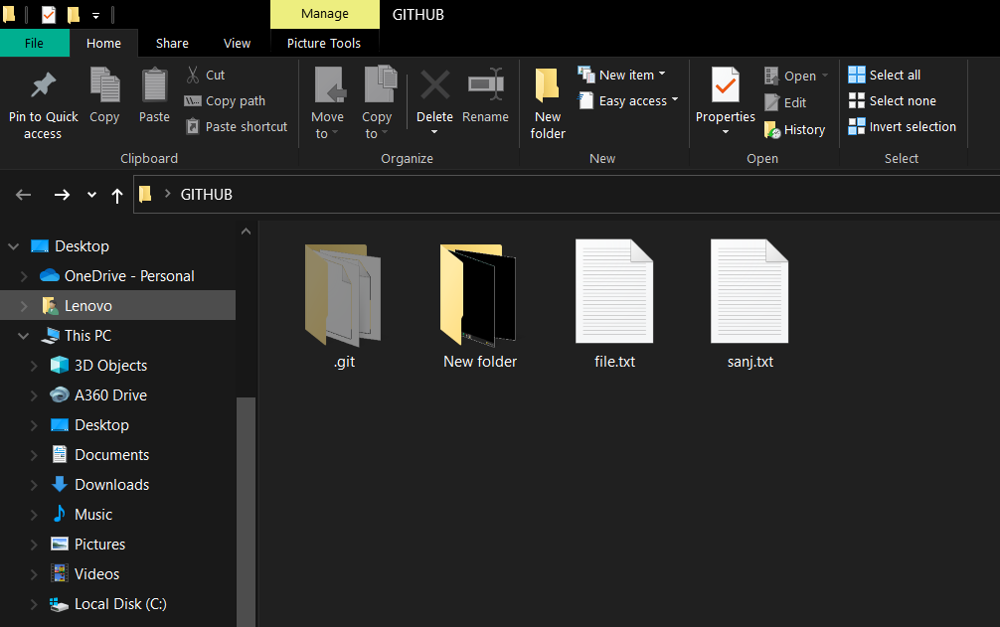 Manage
GITHUB
File
Home
Share
View
Picture Tools
Pin to Quick access
Copy
Paste
Cut
Copy path
Paste shortcut
Clipboard
Move to
Copy to
Delete
Rename
Organize
New folder
New item
Easy access
New
Properties
Open
Edit
History
Open
Select all
Select none
Invert selection
Select
GITHUB
Desktop
OneDrive - Personal
Lenovo
This PC
3D Objects
A360 Drive
Desktop
Documents
Downloads
Music
Pictures
Videos
Local Disk (C:)
.git
New folder
file.txt
sanj.txt